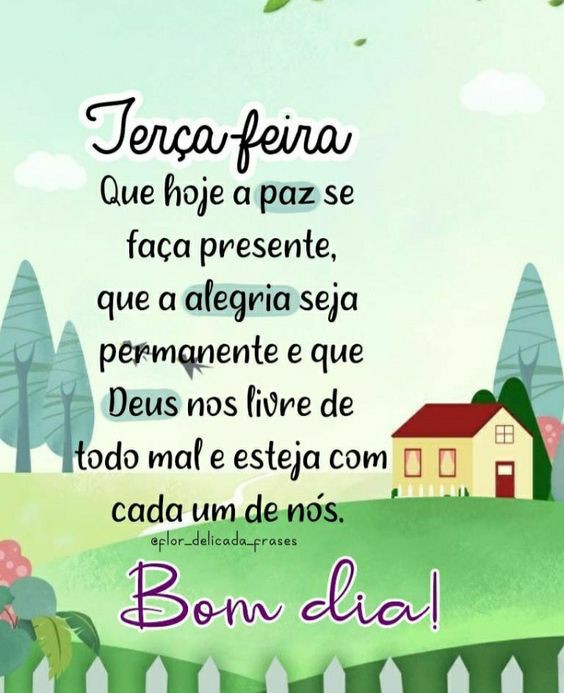 Terça-feira
Que hoje a paz se
faça presente,
que a alegria seja
permanente e que
Deus nos livre de
todo mal e esteja com
cada um de nós.
@flor_delicada_frases
Bom dia!